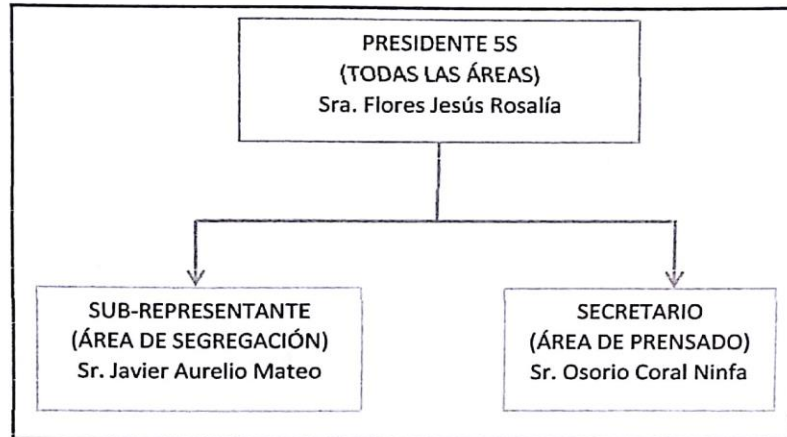 PRESIDENTE 5S
(TODAS LAS ÁREAS)
Sra. Flores Jesús Rosalía
SUB-REPRESENTANTE
(ÁREA DE SEGREGACIÓN)
Sr. Javier Aurelio Mateo
SECRETARIO
(ÁREA DE PRENSADO)
Sr. Osorio Coral Ninfa